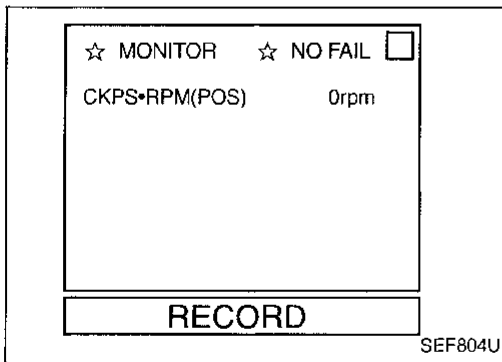 ☆ MONITOR ☆ NO FAIL
CKPS•RPM(POS) 0rpm
RECORD
SEF804U